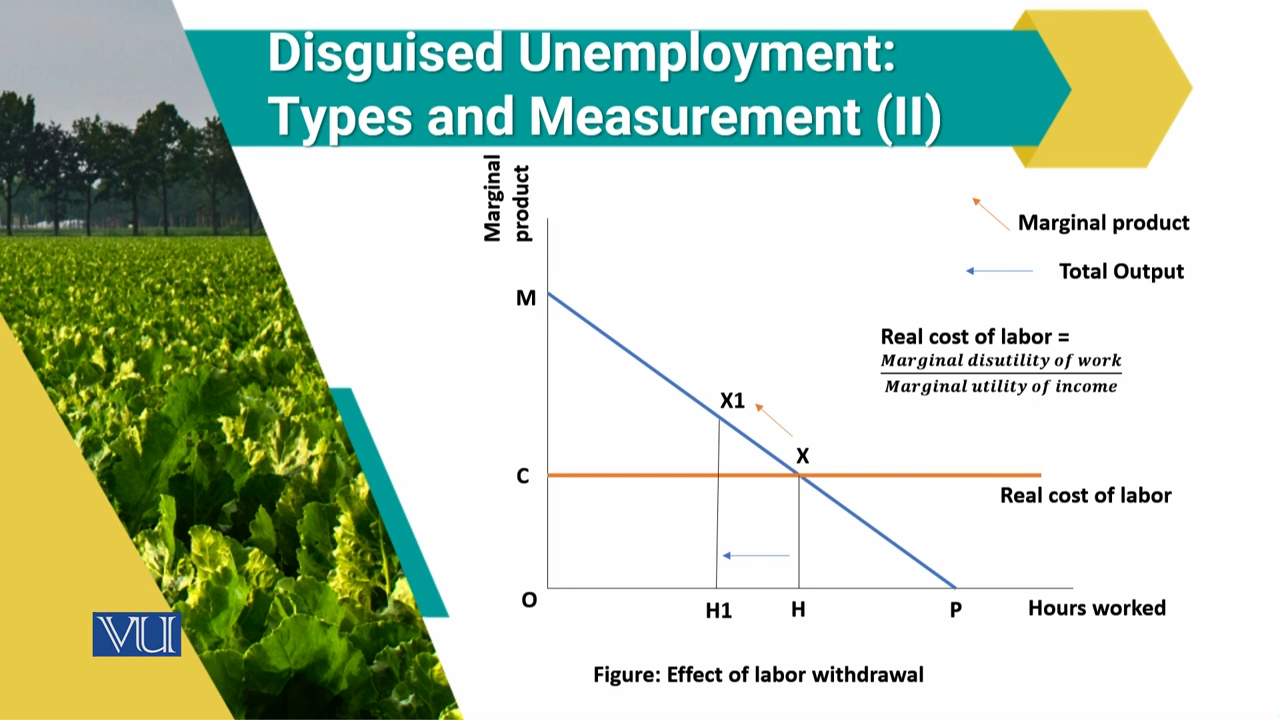 Disguised Unemployment:
Types and Measurement (II)
Marginal
product
Marginal product
Total Output
M
Real cost of labor =
Marginal disutility of work
Marginal utility of income
X1
X
C
Real cost of labor
O
H1
H
P
Hours worked
VU
Figure: Effect of labor withdrawal